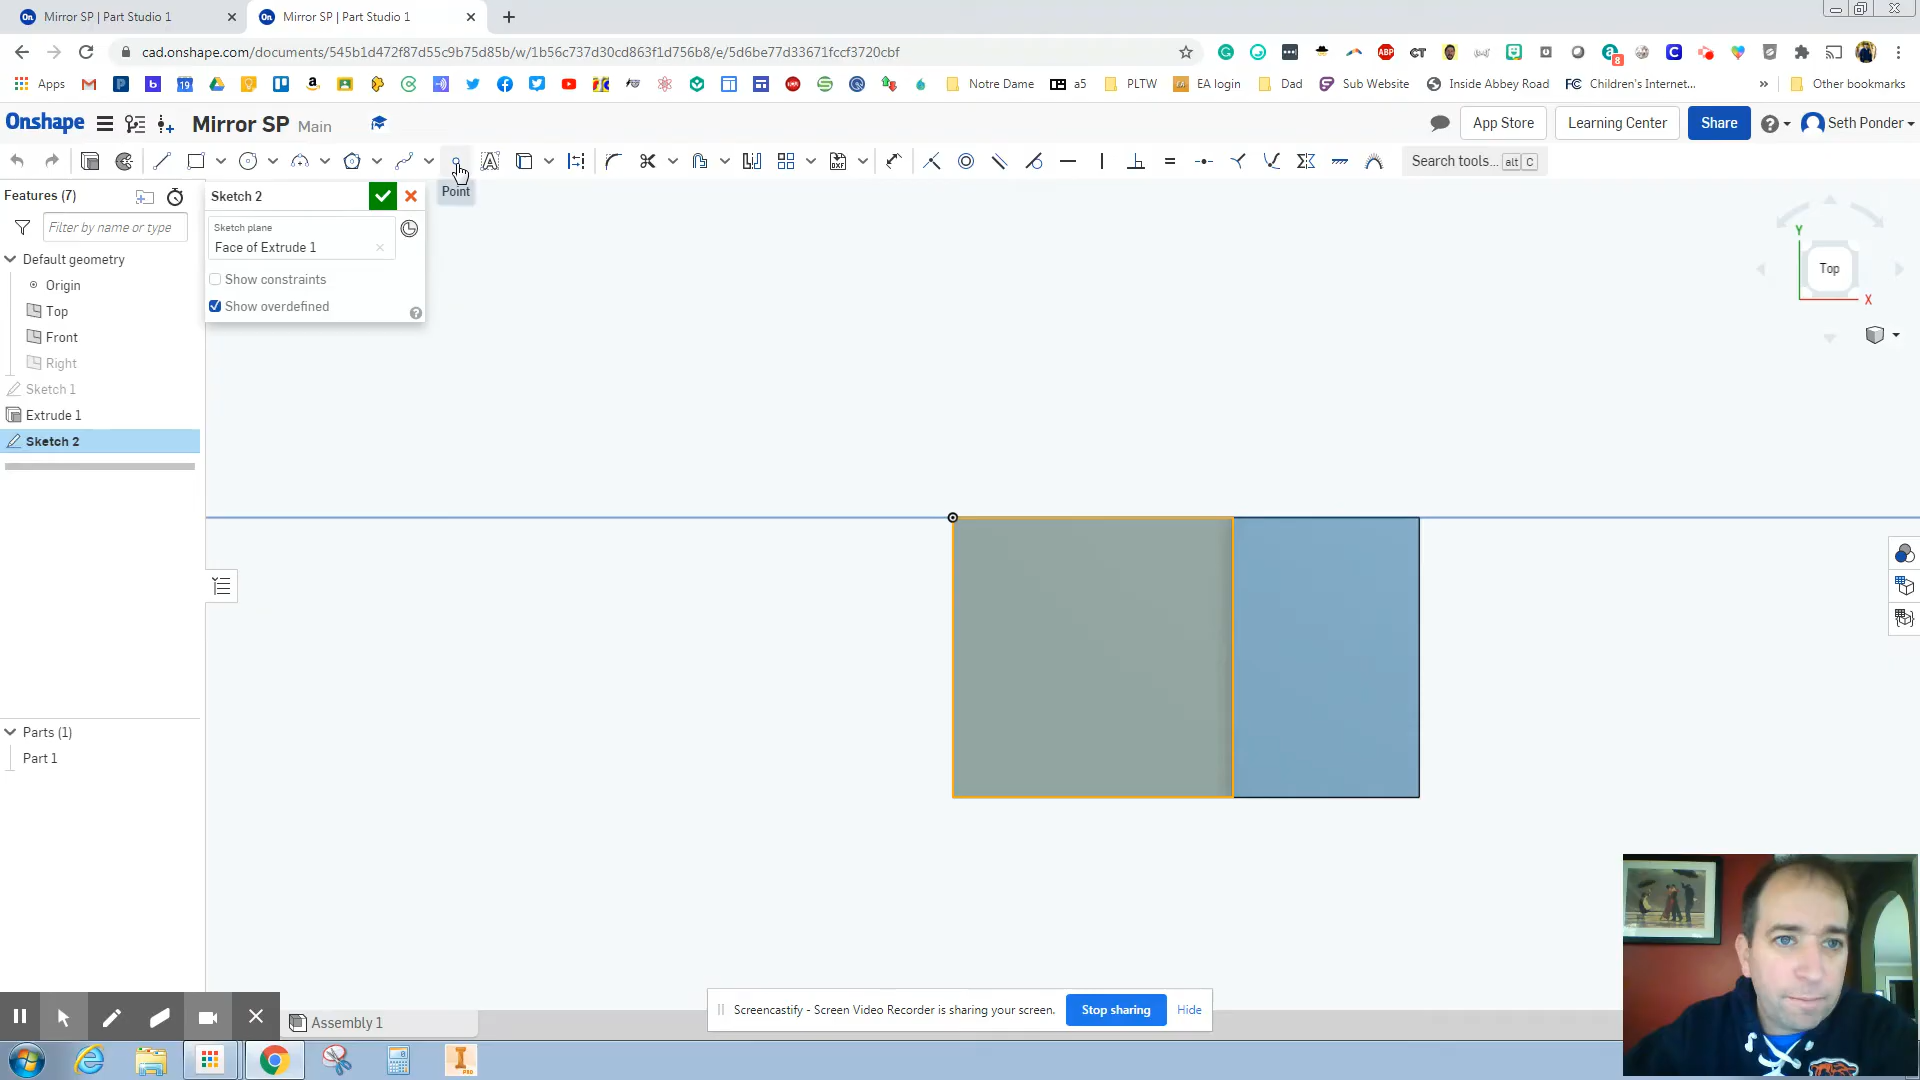 Mirror SP | Part Studio 1
Mirror SP | Part Studio 1
cad.onshape.com/documents/545b1d472f87d55c9b75d85b/w/1b56c737d30cd863f1d756b8/e/5d6be77d33671fccf3720cbf
Apps
Notre Dame
a5
PLTW
EA login
Dad
Sub Website
Inside Abbey Road
Children's Internet...
Other bookmarks
Onshape
Mirror SP Main
App Store
Learning Center
Share
Seth Ponder
Search tools... alt C
Features (7)
Filter by name or type
Default geometry
Origin
Top
Front
Right
Sketch 1
Extrude 1
Sketch 2
Sketch 2
Sketch plane
Face of Extrude 1
Show constraints
Show overdefined
Point
Y
Top
X
Parts (1)
Part 1
Assembly 1
Screencastify - Screen Video Recorder is sharing your screen.
Stop sharing
Hide